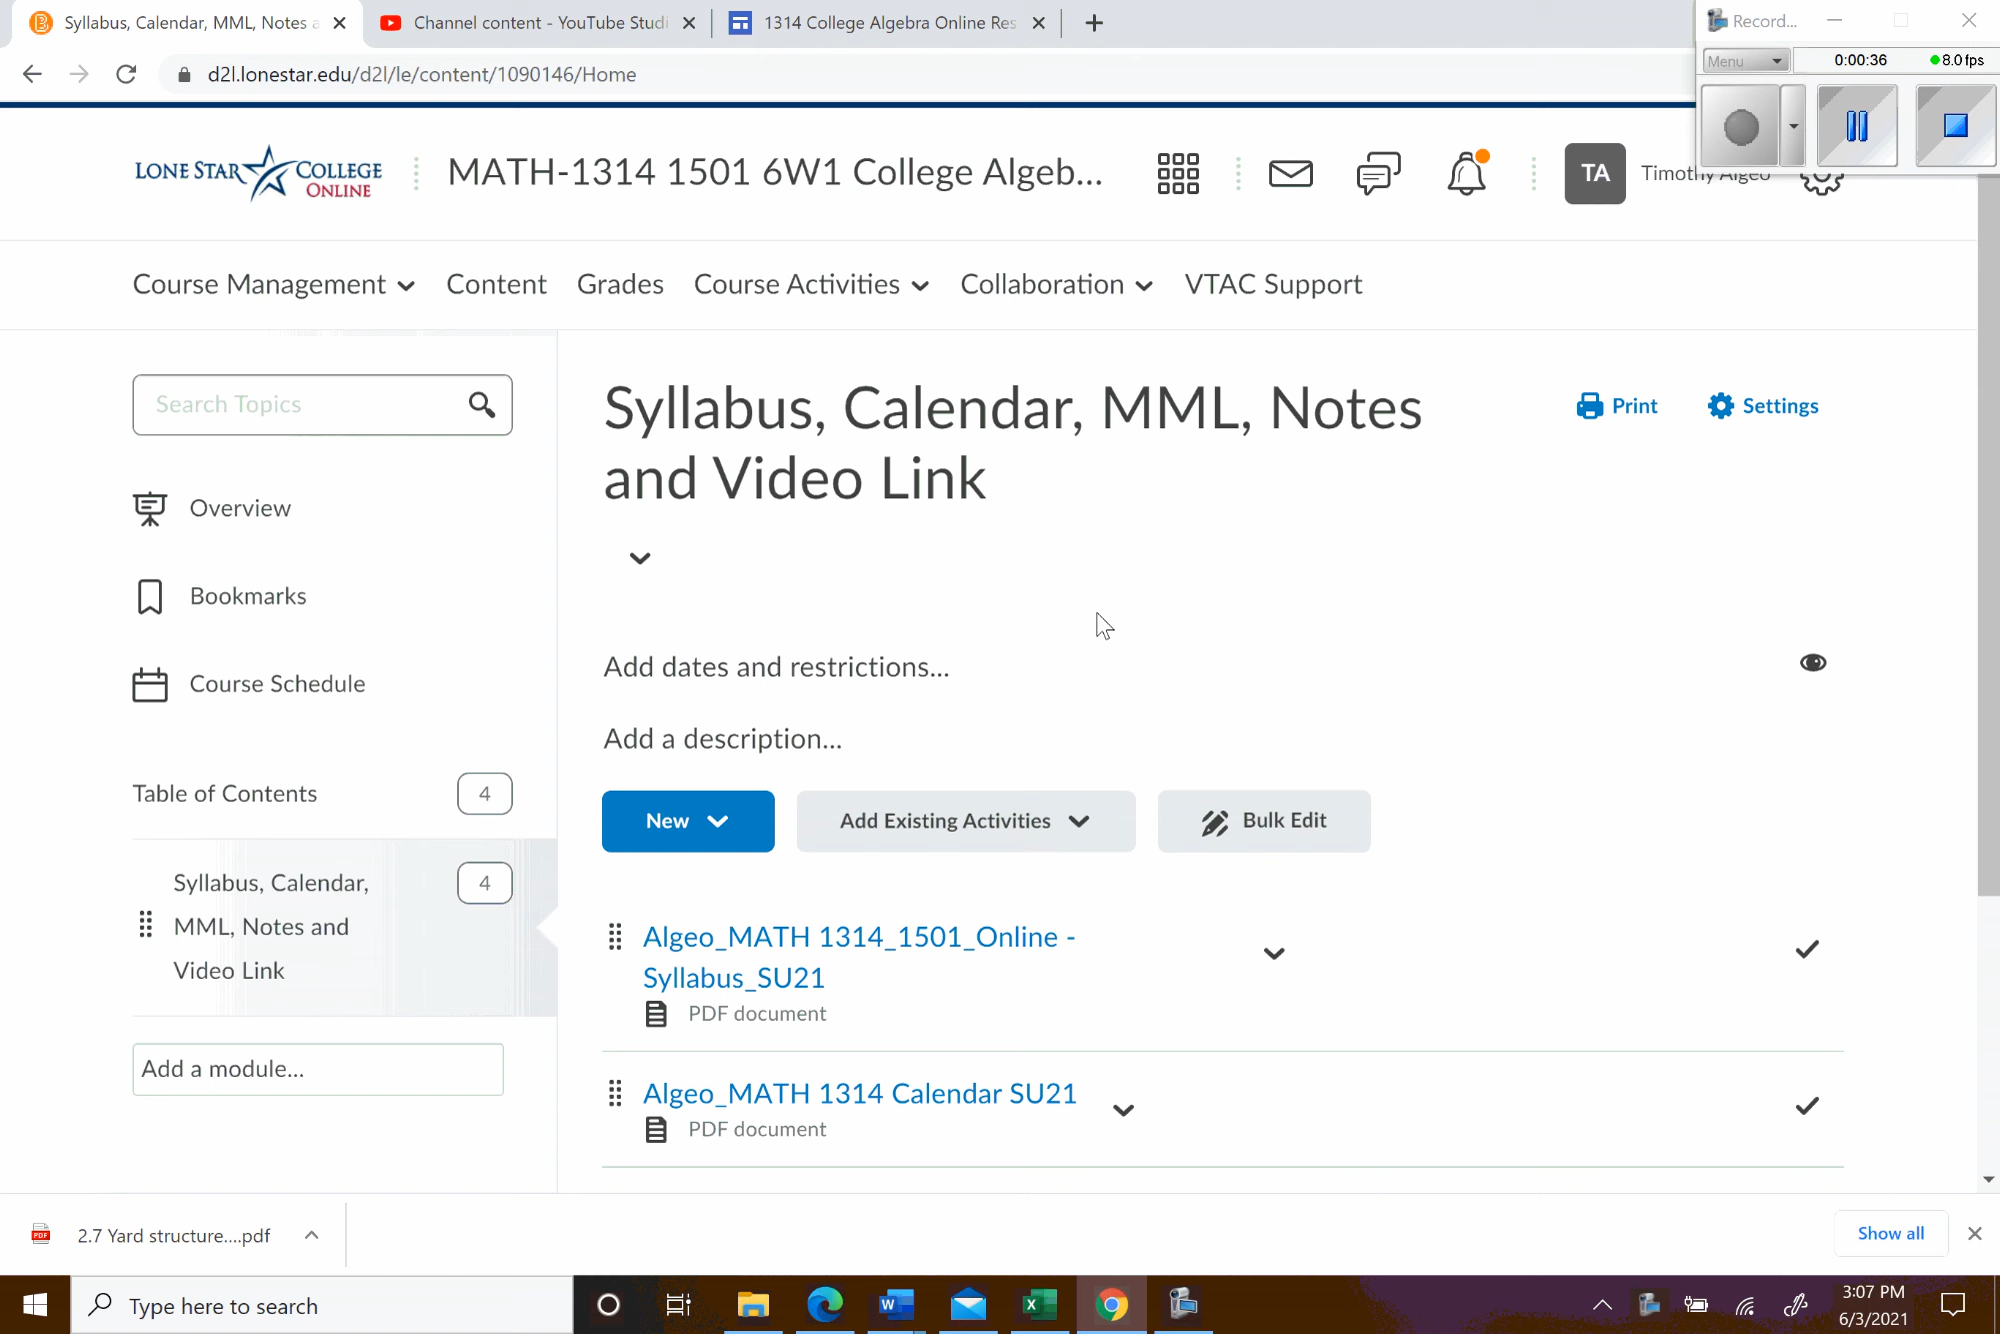 Syllabus, Calendar, MML, Notes a
Channel content - YouTube Studi
1314 College Algebra Online Res
Record...
d2l.lonestar.edu/d2l/le/content/1090146/Home
Menu
0:00:36
8.0 fps
LONE STAR COLLEGE
ONLINE
MATH-1314 1501 6W1 College Algeb...
TA
Timothy Algeo
Course Management
Content
Grades
Course Activities
Collaboration
VTAC Support
Search Topics
Overview
Bookmarks
Course Schedule
Table of Contents
4
Syllabus, Calendar,
MML, Notes and
Video Link
4
Add a module...
Syllabus, Calendar, MML, Notes
and Video Link
Print
Settings
Add dates and restrictions...
Add a description...
New
Add Existing Activities
Bulk Edit
Algeo_MATH 1314_1501_Online -
Syllabus_SU21
PDF document
Algeo_MATH 1314 Calendar SU21
PDF document
PDF
2.7 Yard structure....pdf
Show all
Type here to search
3:07 PM
6/3/2021